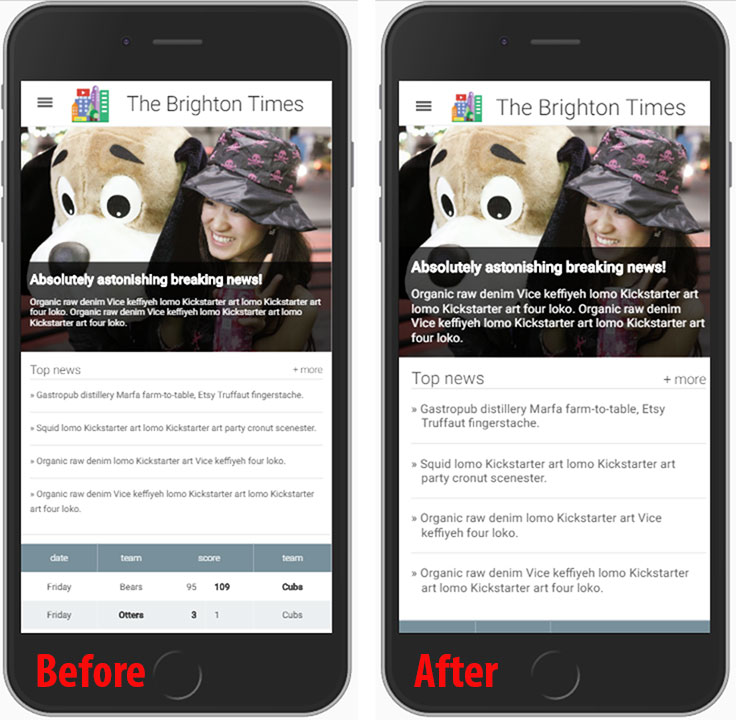 The Brighton Times
Absolutely astonishing breaking news!
Organic raw denim Vice keffiyeh lomo Kickstarter art lomo Kickstarter art
four loko. Organic raw denim Vice keffiyeh lomo Kickstarter art lomo
Kickstarter art four loko.
Top news + more
» Gastropub distillery Marfa farm-to-table, Etsy Truffaut fingerstache.
» Squid lomo Kickstarter art lomo Kickstarter art party cronut scenester.
» Organic raw denim lomo Kickstarter art Vice keffiyeh four loko.
» Organic raw denim Vice keffiyeh lomo Kickstarter art lomo Kickstarter
art four loko.
date team score team
Friday Bears 95 109 Cubs
Friday Otters 3 1 Cubs
Before
The Brighton Times
Absolutely astonishing breaking news!
Organic raw denim Vice keffiyeh lomo Kickstarter art
lomo Kickstarter art four loko. Organic raw denim
Vice keffiyeh lomo Kickstarter art lomo Kickstarter art
four loko.
Top news + more
» Gastropub distillery Marfa farm-to-table, Etsy
Truffaut fingerstache.
» Squid lomo Kickstarter art lomo Kickstarter art
party cronut scenester.
» Organic raw denim lomo Kickstarter art Vice
keffiyeh four loko.
» Organic raw denim Vice keffiyeh lomo Kickstarter
art lomo Kickstarter art four loko.
After